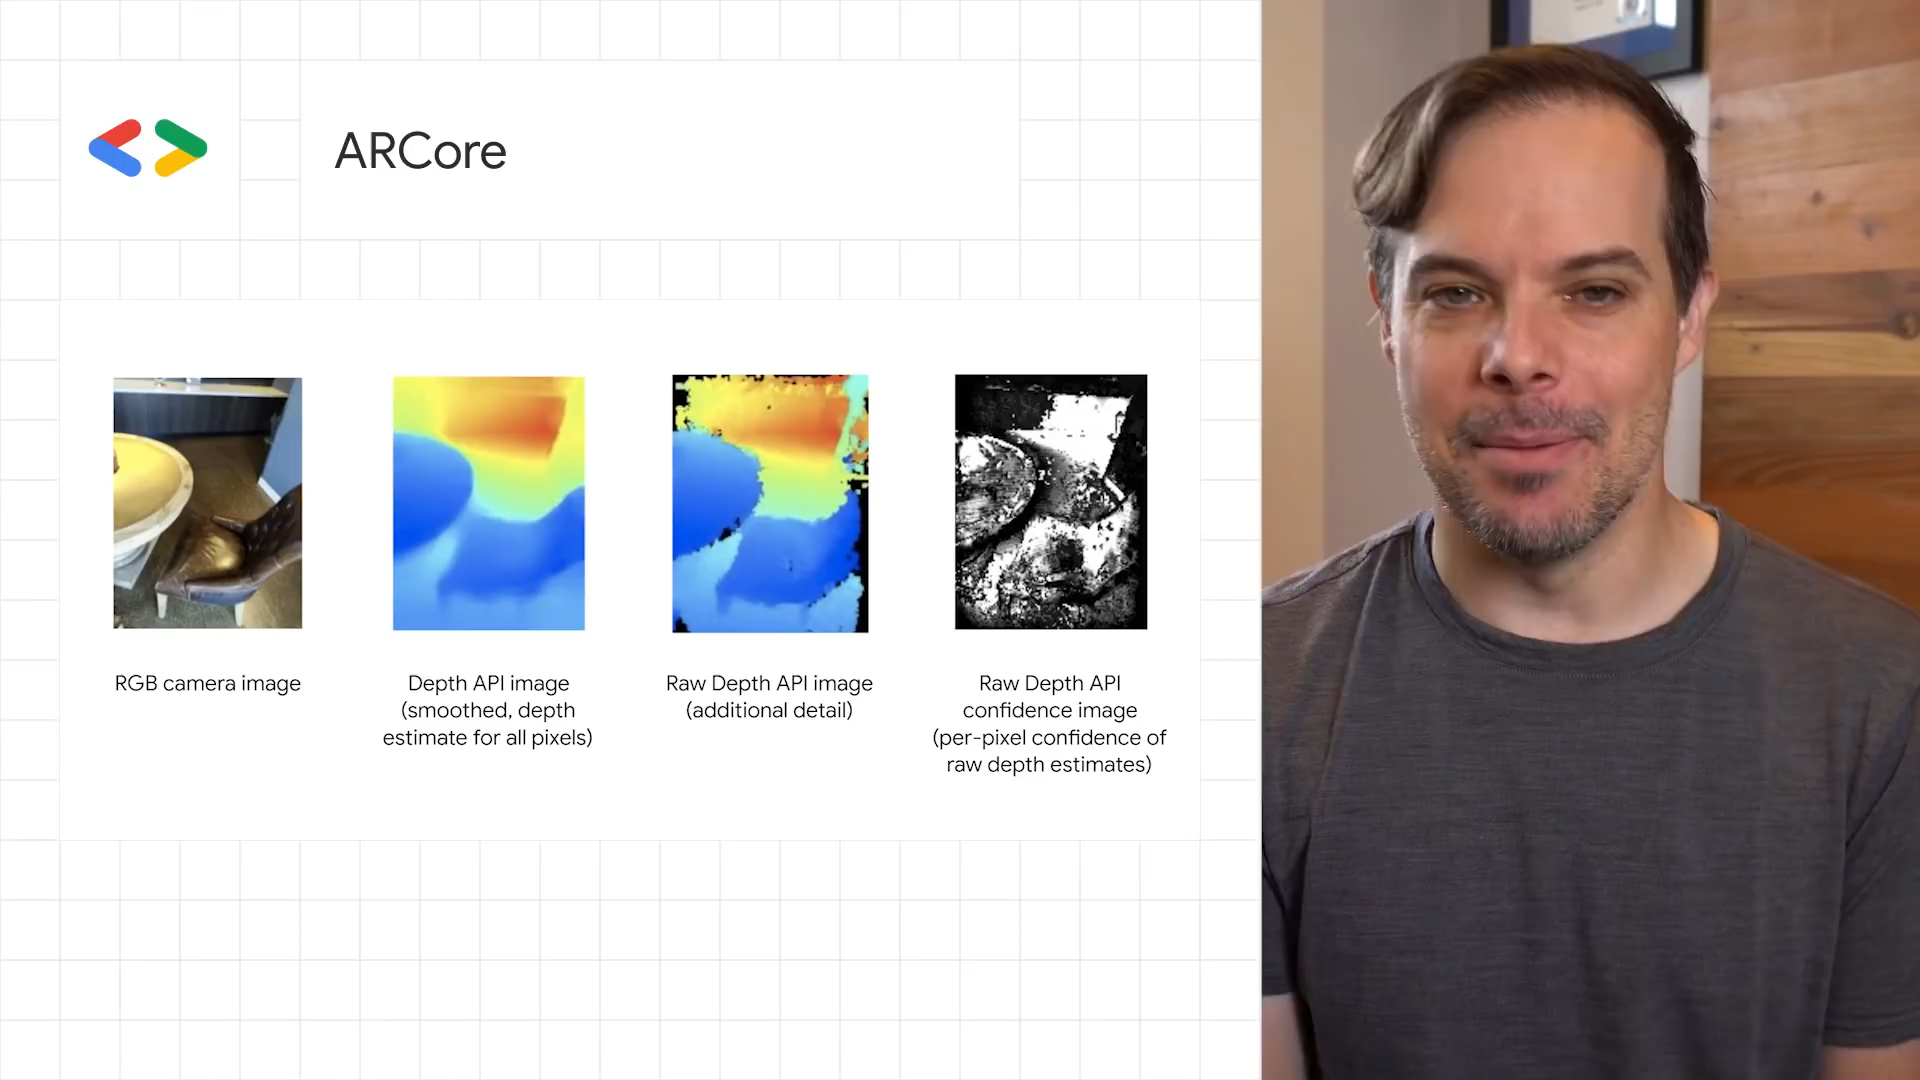 ARCore
RGB camera image
Depth API image
(smoothed, depth
estimate for all pixels)
Raw Depth API image
(additional detail)
Raw Depth API
confidence image
(per-pixel confidence of
raw depth estimates)